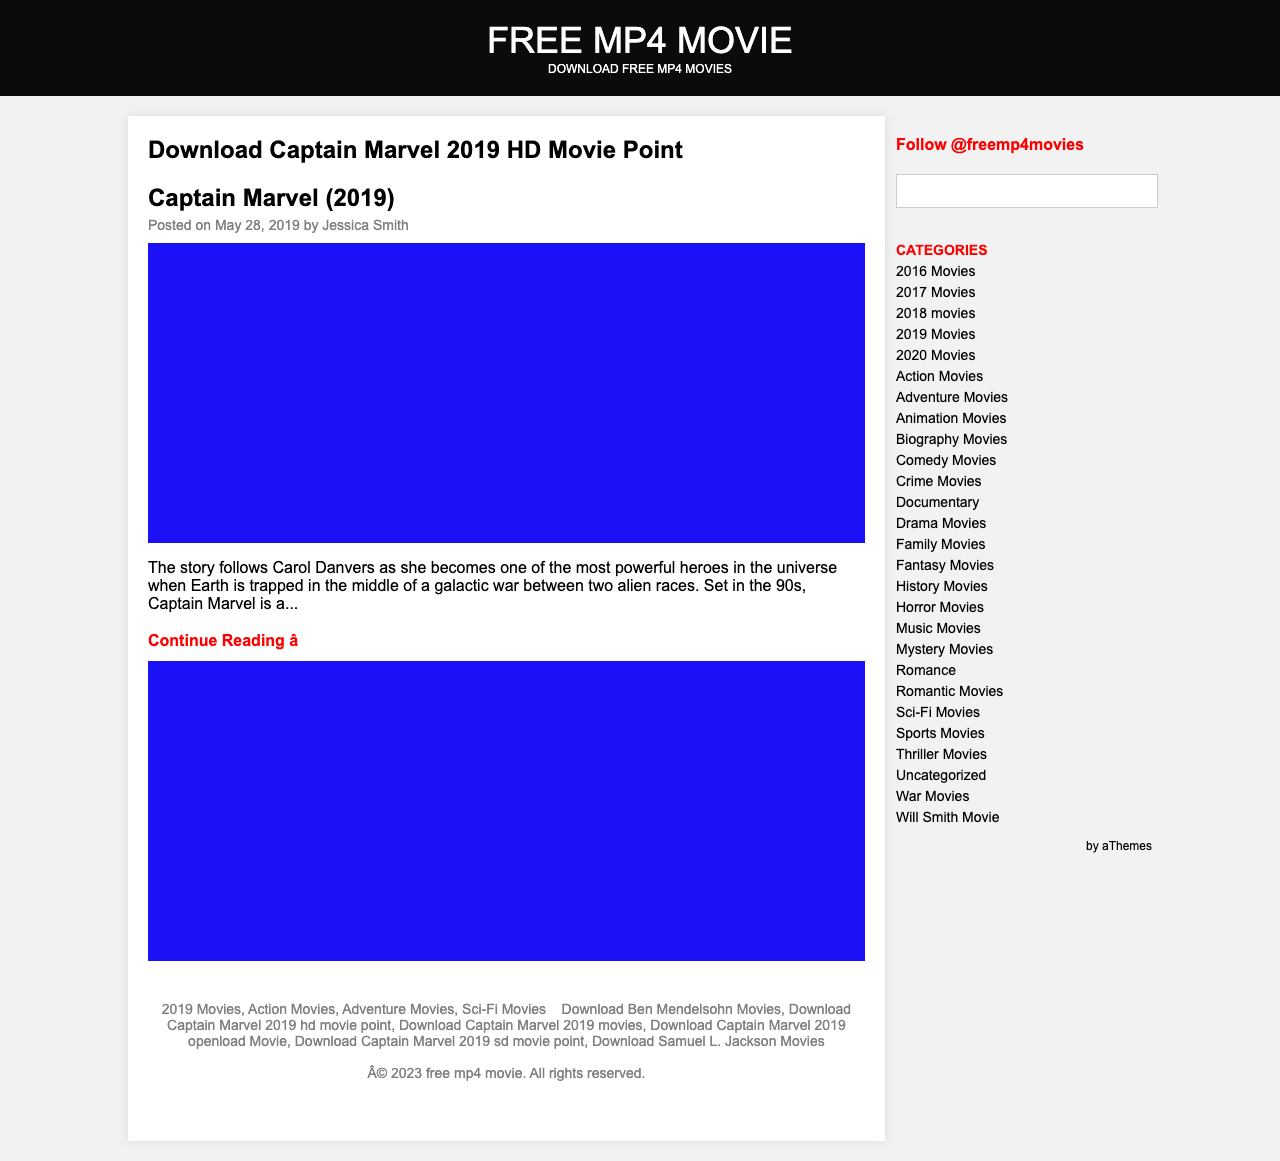 FREE MP4 MOVIE
DOWNLOAD FREE MP4 MOVIES
Download Captain Marvel 2019 HD Movie Point
Captain Marvel (2019)
Posted on May 28, 2019 by Jessica Smith
The story follows Carol Danvers as she becomes one of the most powerful heroes in the universe
when Earth is trapped in the middle of a galactic war between two alien races. Set in the 90s,
Captain Marvel is a...
Continue Reading â
2019 Movies, Action Movies, Adventure Movies, Sci-Fi Movies Download Ben Mendelsohn Movies, Download
Captain Marvel 2019 hd movie point, Download Captain Marvel 2019 movies, Download Captain Marvel 2019
openload Movie, Download Captain Marvel 2019 sd movie point, Download Samuel L. Jackson Movies
Â© 2023 free mp4 movie. All rights reserved.
Follow @freemp4movies
CATEGORIES
2016 Movies
2017 Movies
2018 movies
2019 Movies
2020 Movies
Action Movies
Adventure Movies
Animation Movies
Biography Movies
Comedy Movies
Crime Movies
Documentary
Drama Movies
Family Movies
Fantasy Movies
History Movies
Horror Movies
Music Movies
Mystery Movies
Romance
Romantic Movies
Sci-Fi Movies
Sports Movies
Thriller Movies
Uncategorized
War Movies
Will Smith Movie
by aThemes